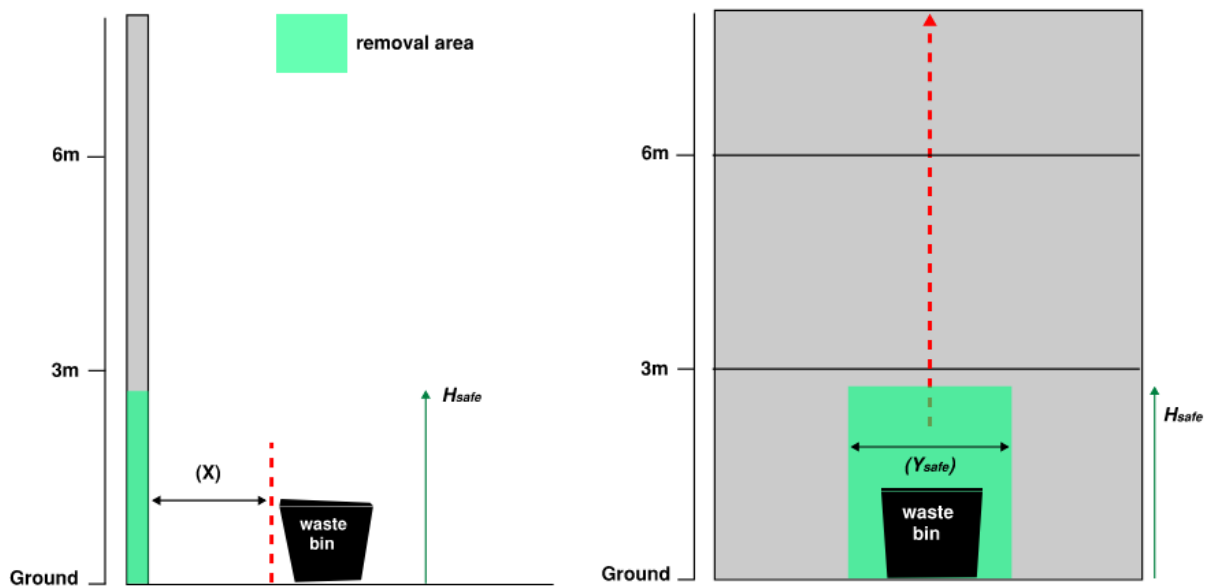 removal area
6m
3m
Hsafe
(X)
waste
bin
Ground
6m
3m
Hsafe
(Ysafe)
waste
bin
Ground